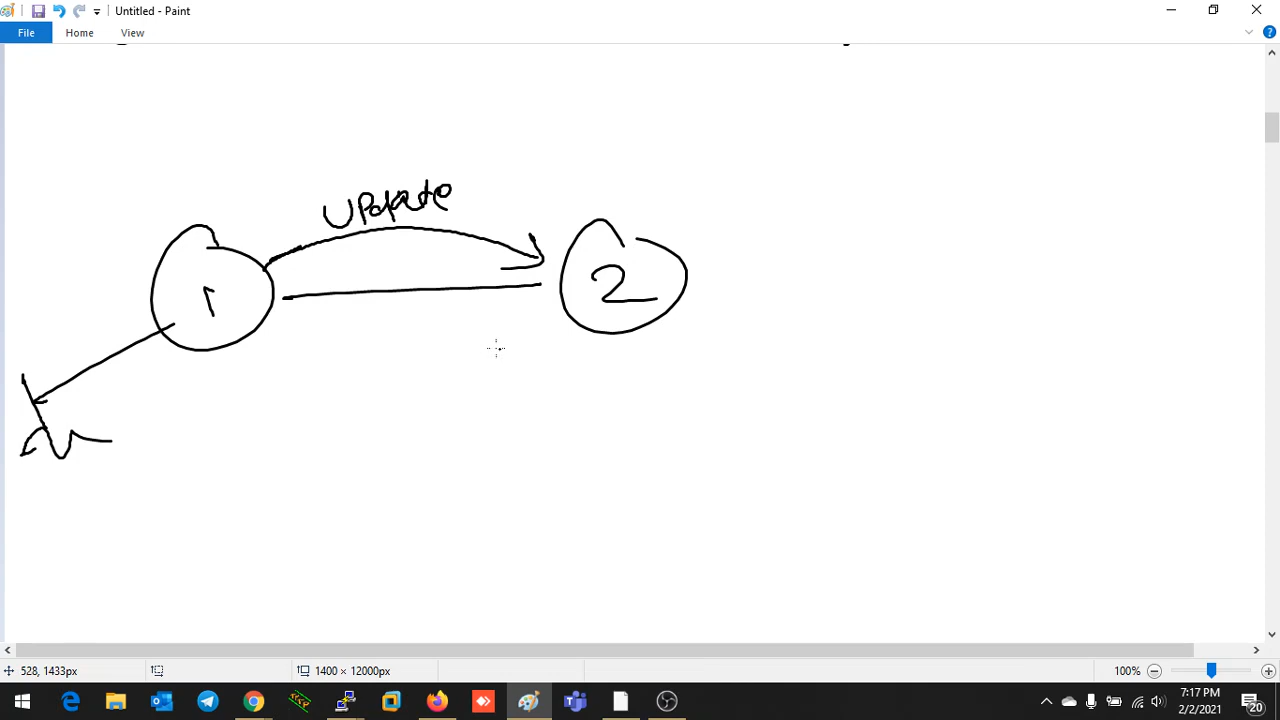 Untitled - Paint
File Home View
Update
1
2
528, 1433px
1400 × 12000px
100%
7:17 PM
2/2/2021
20